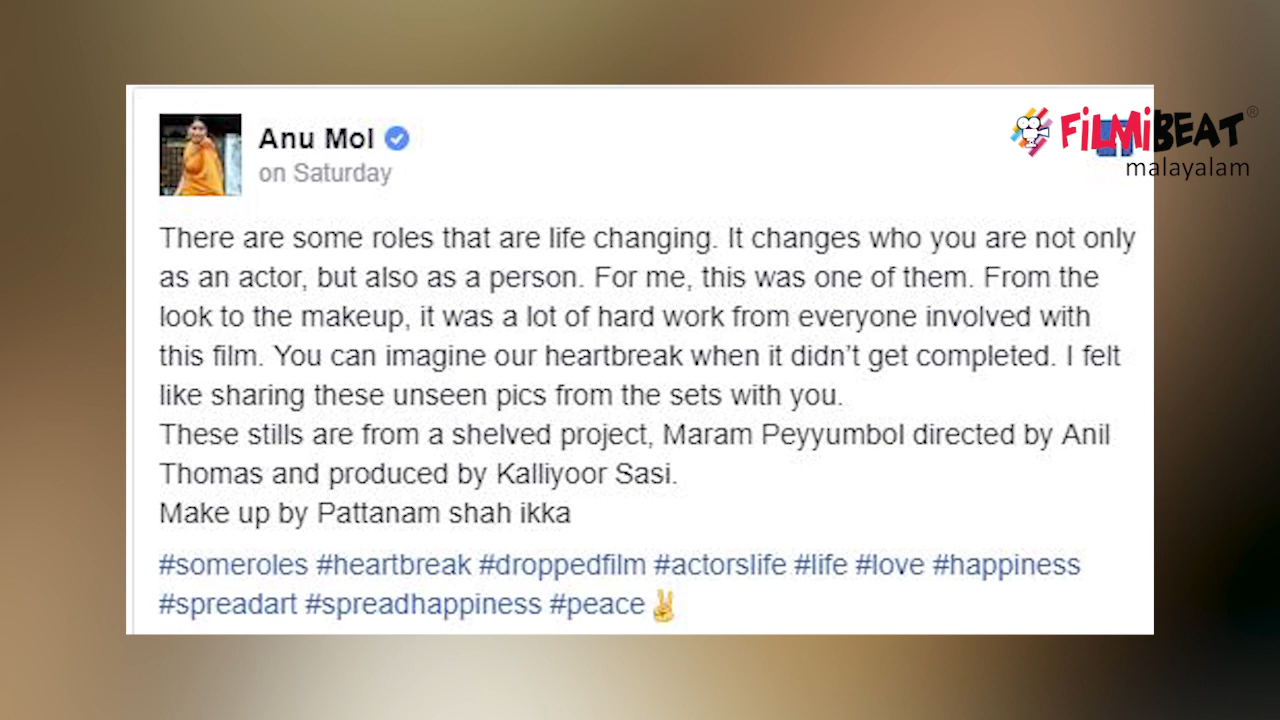 Anu Mol
on Saturday
FiLMiBEAT®
malayalam
There are some roles that are life changing. It changes who you are not only
as an actor, but also as a person. For me, this was one of them. From the
look to the makeup, it was a lot of hard work from everyone involved with
this film. You can imagine our heartbreak when it didn’t get completed. I felt
like sharing these unseen pics from the sets with you.
These stills are from a shelved project, Maram Peyyumbol directed by Anil
Thomas and produced by Kalliyoor Sasi.
Make up by Pattanam shah ikka
#someroles #heartbreak #droppedfilm #actorslife #life #love #happiness
#spreadart #spreadhappiness #peace✌